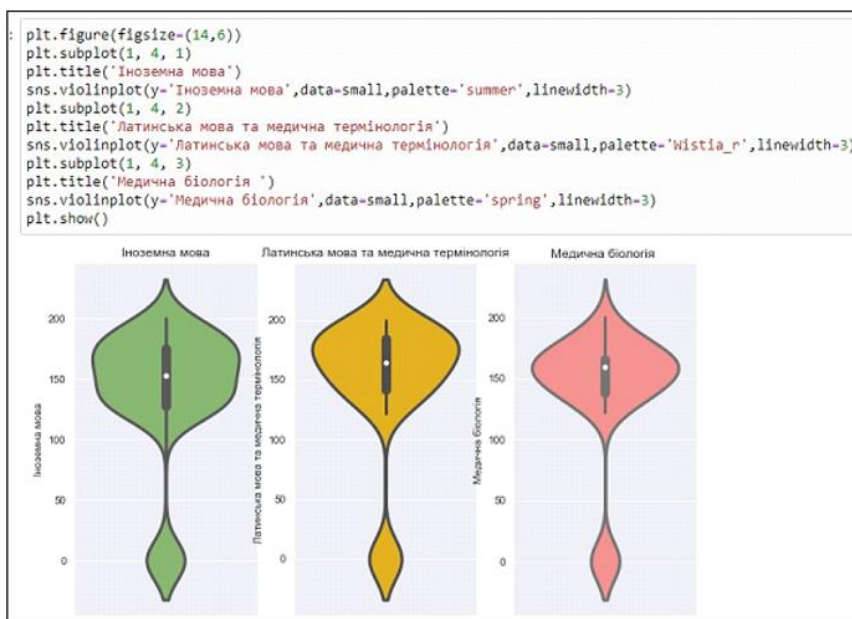 : plt.figure(figsize=(14,6))
plt.subplot(1, 4, 1)
plt.title('Іноземна мова')
sns.violinplot(y='Іноземна мова',data=small,palette='summer',linewidth=3)
plt.subplot(1, 4, 2)
plt.title('Латинська мова та медична термінологія')
sns.violinplot(y='Латинська мова та медична термінологія',data=small,palette='Wistia_r',linewidth=3)
plt.subplot(1, 4, 3)
plt.title('Медична біологія ')
sns.violinplot(y='Медична біологія',data=small,palette='spring',linewidth=3)
plt.show()
Іноземна мова
Іноземна мова
200
150
100
50
0
Латинська мова та медична термінологія
Латинська мова та медична термінологія
200
150
100
50
0
Медична біологія
Медична біологія
200
150
100
50
0